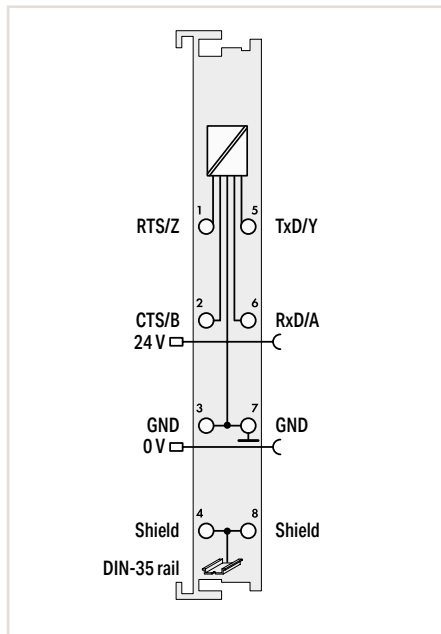 1 5
RTS/Z TxD/Y
2 6
CTS/B RxD/A
24 V
3 7
GND GND
0 V
4 8
Shield Shield
DIN-35 rail